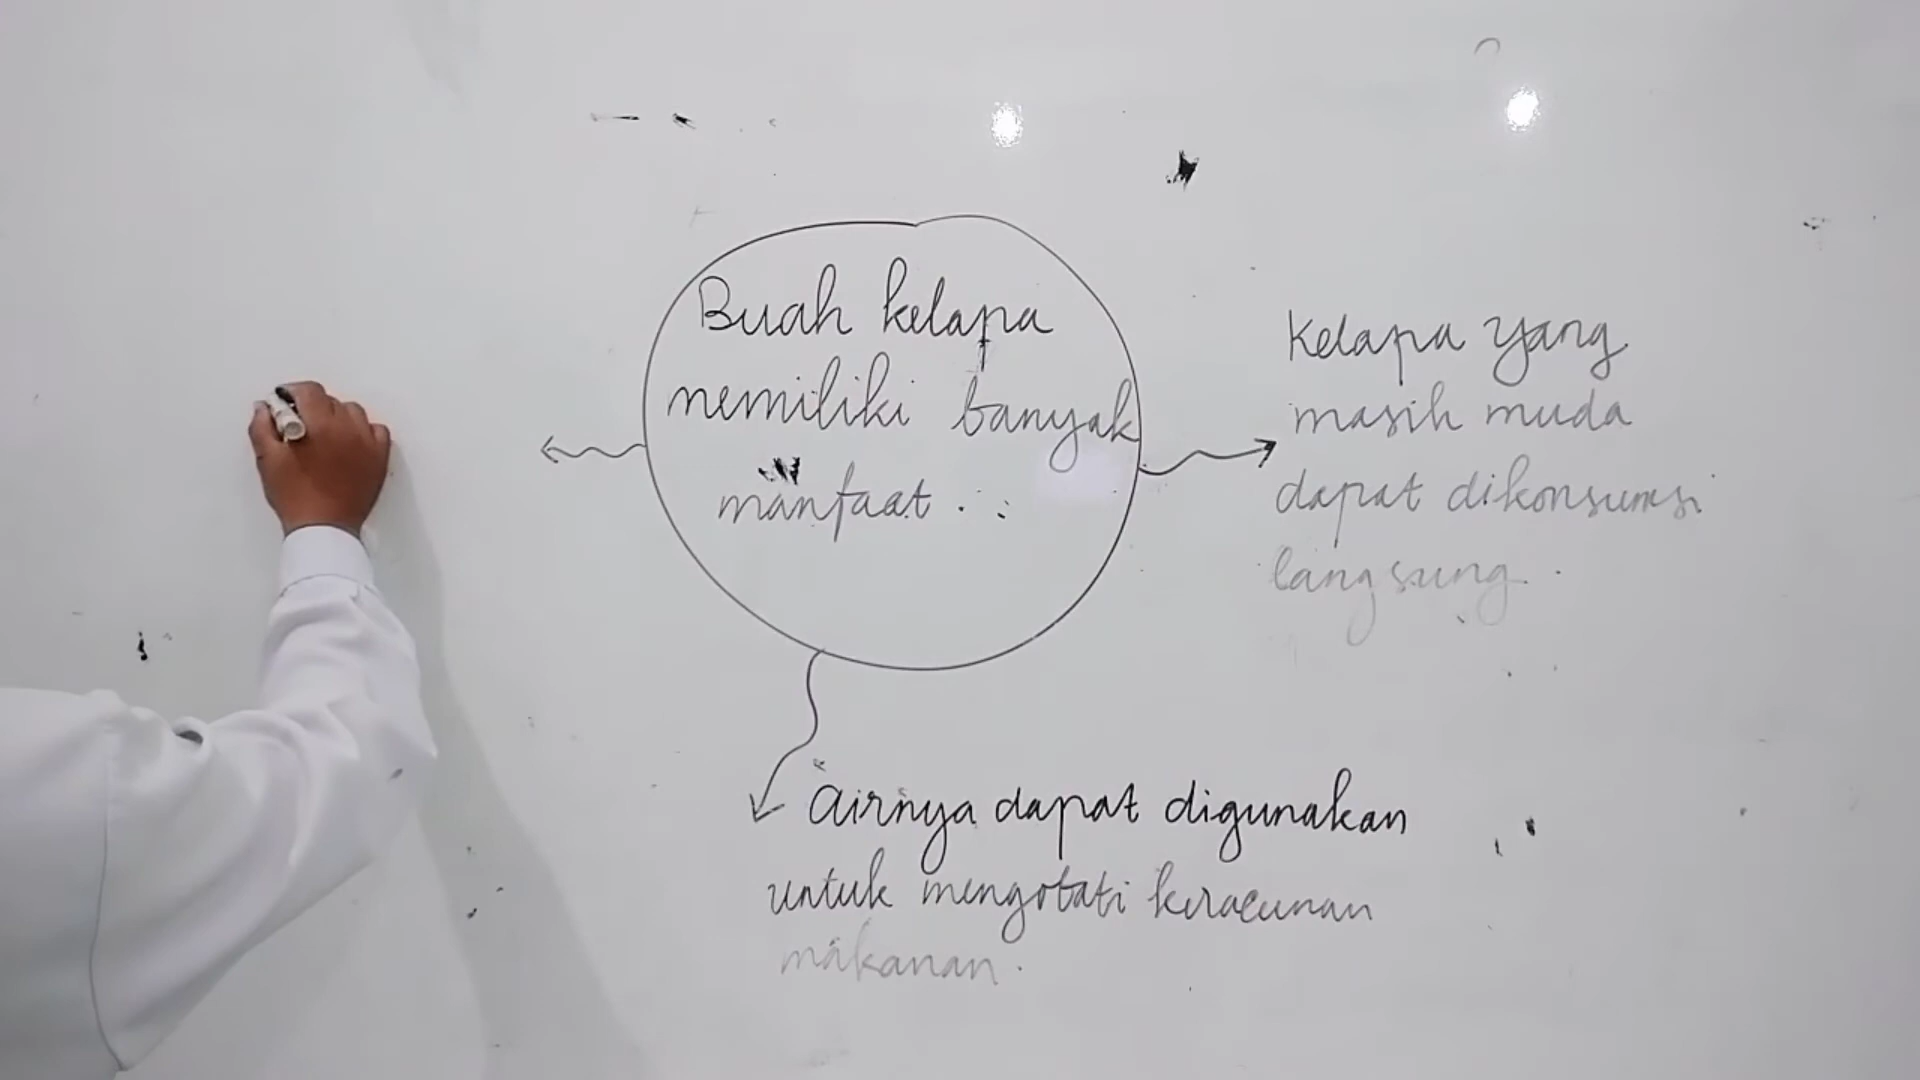 Buah kelapa
memiliki banyak
manfaat . :
Kelapa yang
masih muda
dapat dikonsumsi
langsung.
airnya dapat digunakan
untuk mengobati keracunan
makanan.